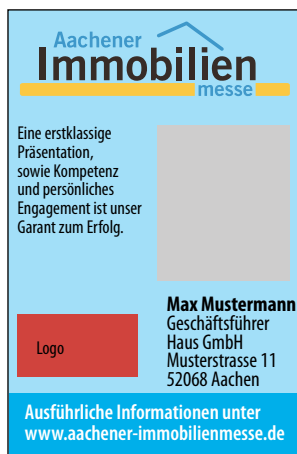 Aachener
Immobilien
messe
Eine erstklassige
Präsentation,
sowie Kompetenz
und persönliches
Engagement ist unser
Garant zum Erfolg.
Logo
Max Mustermann
Geschäftsführer
Haus GmbH
Musterstrasse 11
52068 Aachen
Ausführliche Informationen unter
www.aachener-immobilienmesse.de